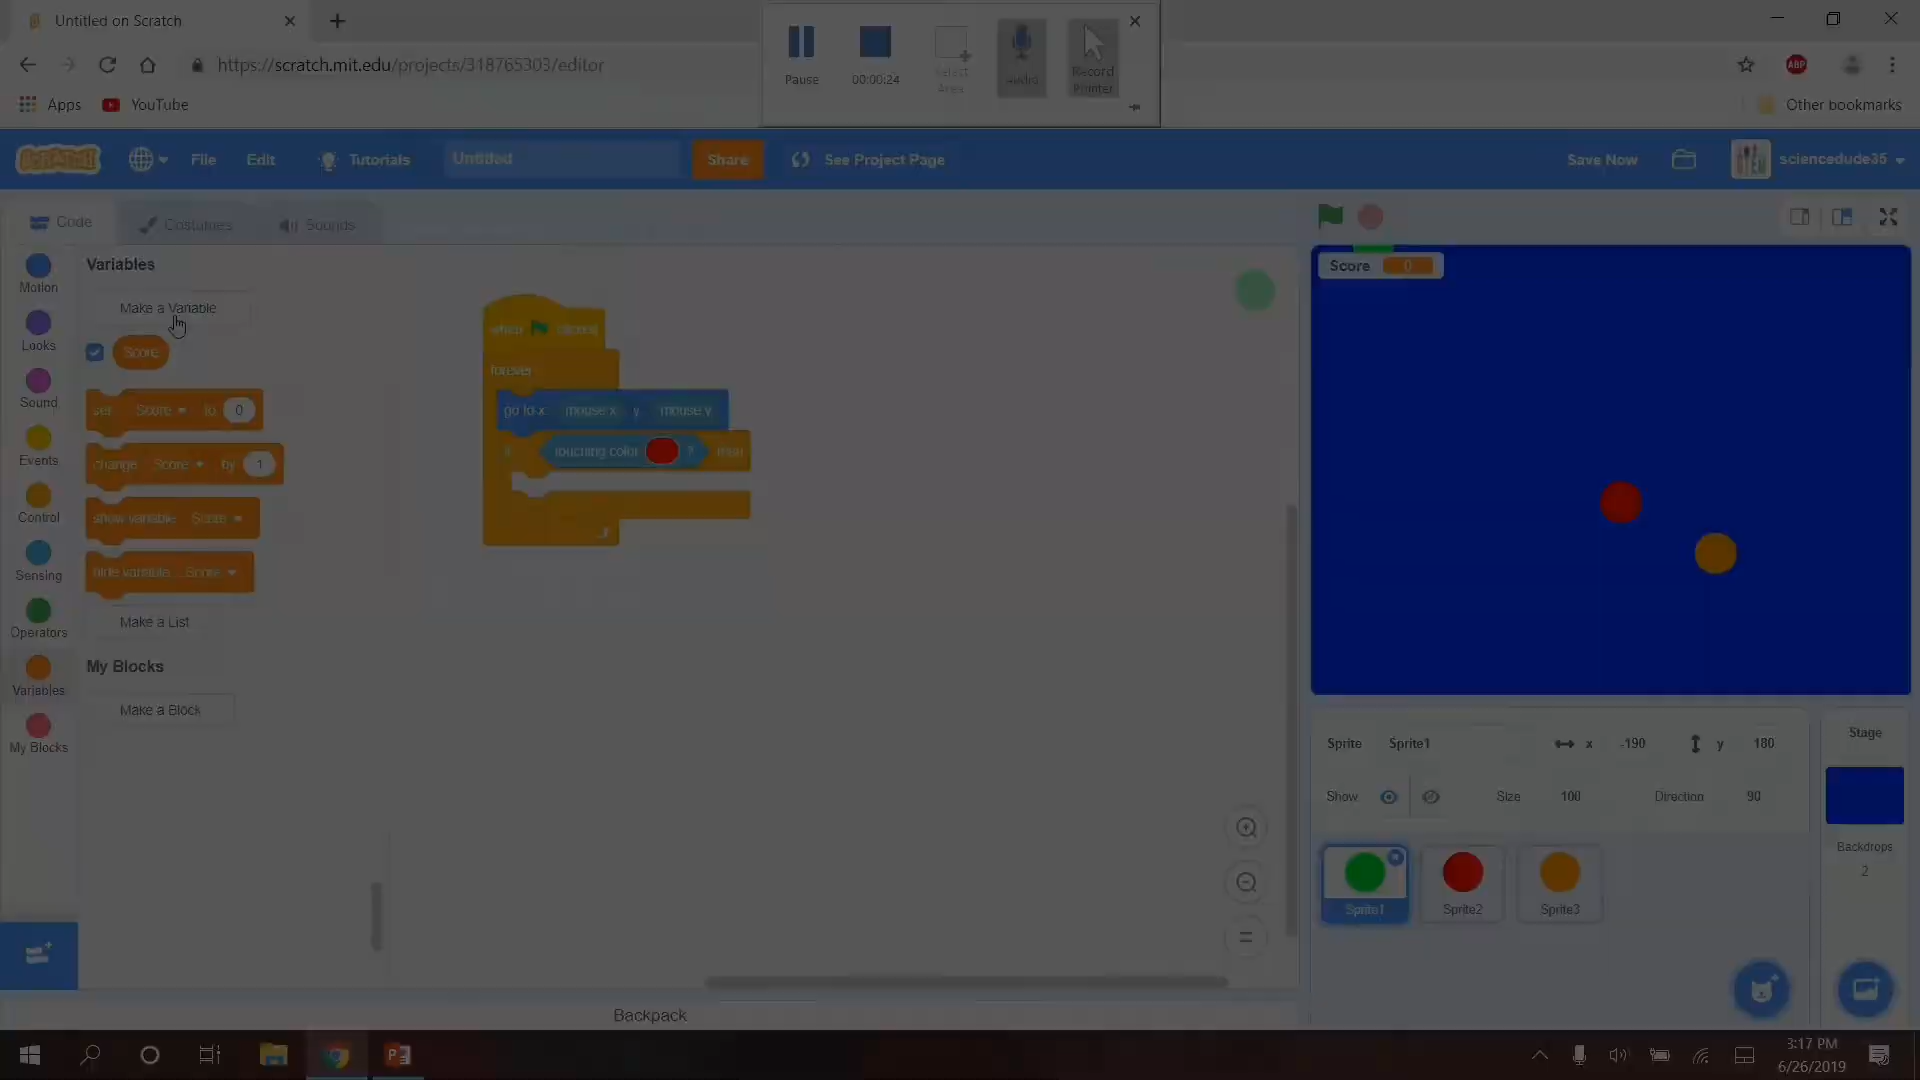 Untitled on Scratch
Pause
00:00:24
Select
Area
Audio
Record
Pointer
https://scratch.mit.edu/projects/318765303/editor
ABP
Apps
YouTube
Other bookmarks
SCRATCH
File
Edit
Tutorials
Untitled
Share
See Project Page
Save Now
sciencedude35
Code
Costumes
Sounds
Motion
Looks
Sound
Events
Control
Sensing
Operators
Variables
My Blocks
Variables
Make a Variable
Score
set Score to 0
change Score by 1
show variable Score
hide variable Score
Make a List
My Blocks
Make a Block
when clicked
forever
go to x: mouse x y: mouse y
if touching color ? then
Score 0
Sprite Sprite1 x -190 y 180
Show Size 100 Direction 90
Sprite1
Sprite2
Sprite3
Stage
Backdrops
2
Backpack
3:17 PM
6/26/2019